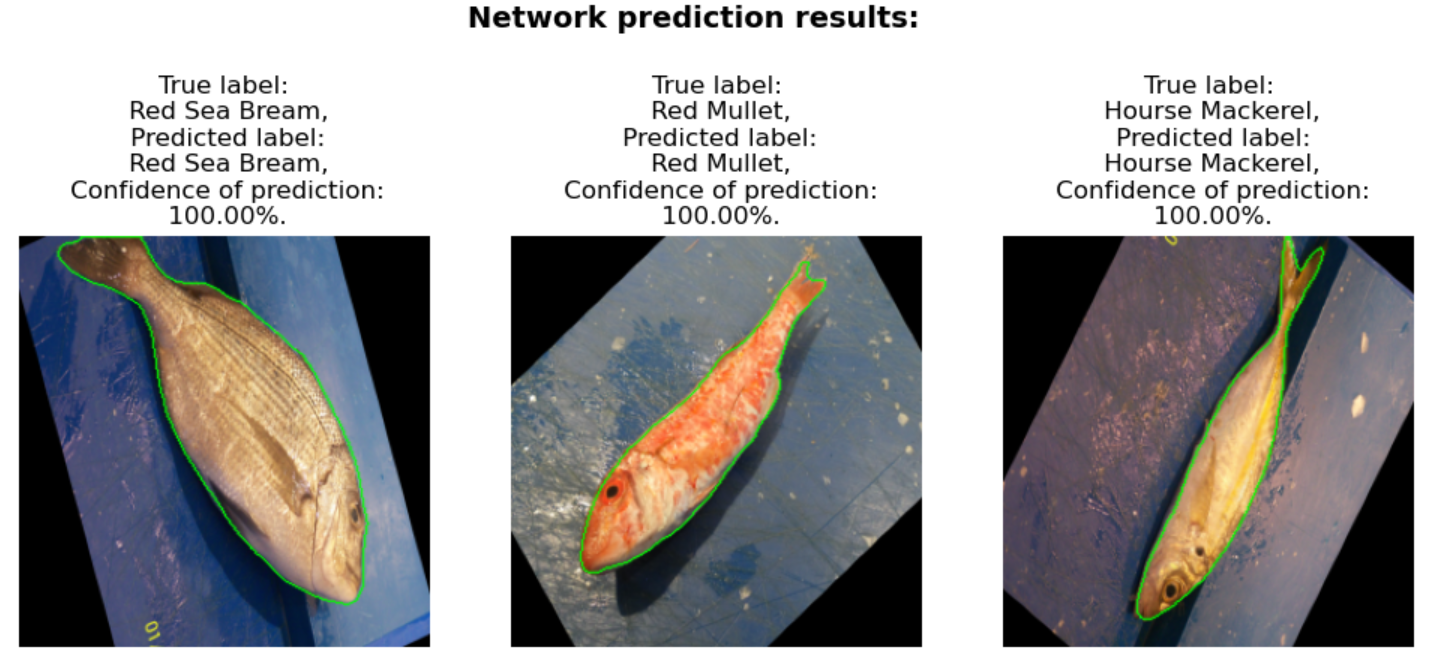 Network prediction results:
True label:
Red Sea Bream,
Predicted label:
Red Sea Bream,
Confidence of prediction:
100.00%.
True label:
Red Mullet,
Predicted label:
Red Mullet,
Confidence of prediction:
100.00%.
True label:
Hourse Mackerel,
Predicted label:
Hourse Mackerel,
Confidence of prediction:
100.00%.